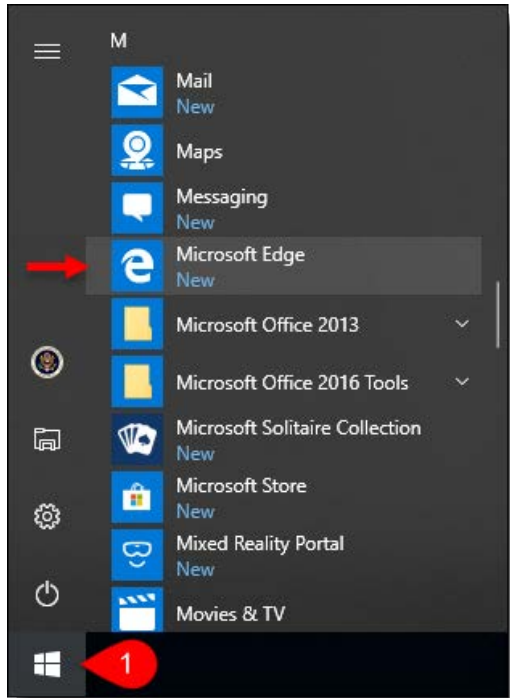 M
Mail
New
Maps
Messaging
New
Microsoft Edge
New
Microsoft Office 2013
Microsoft Office 2016 Tools
Microsoft Solitaire Collection
New
Microsoft Store
New
Mixed Reality Portal
New
Movies & TV
1